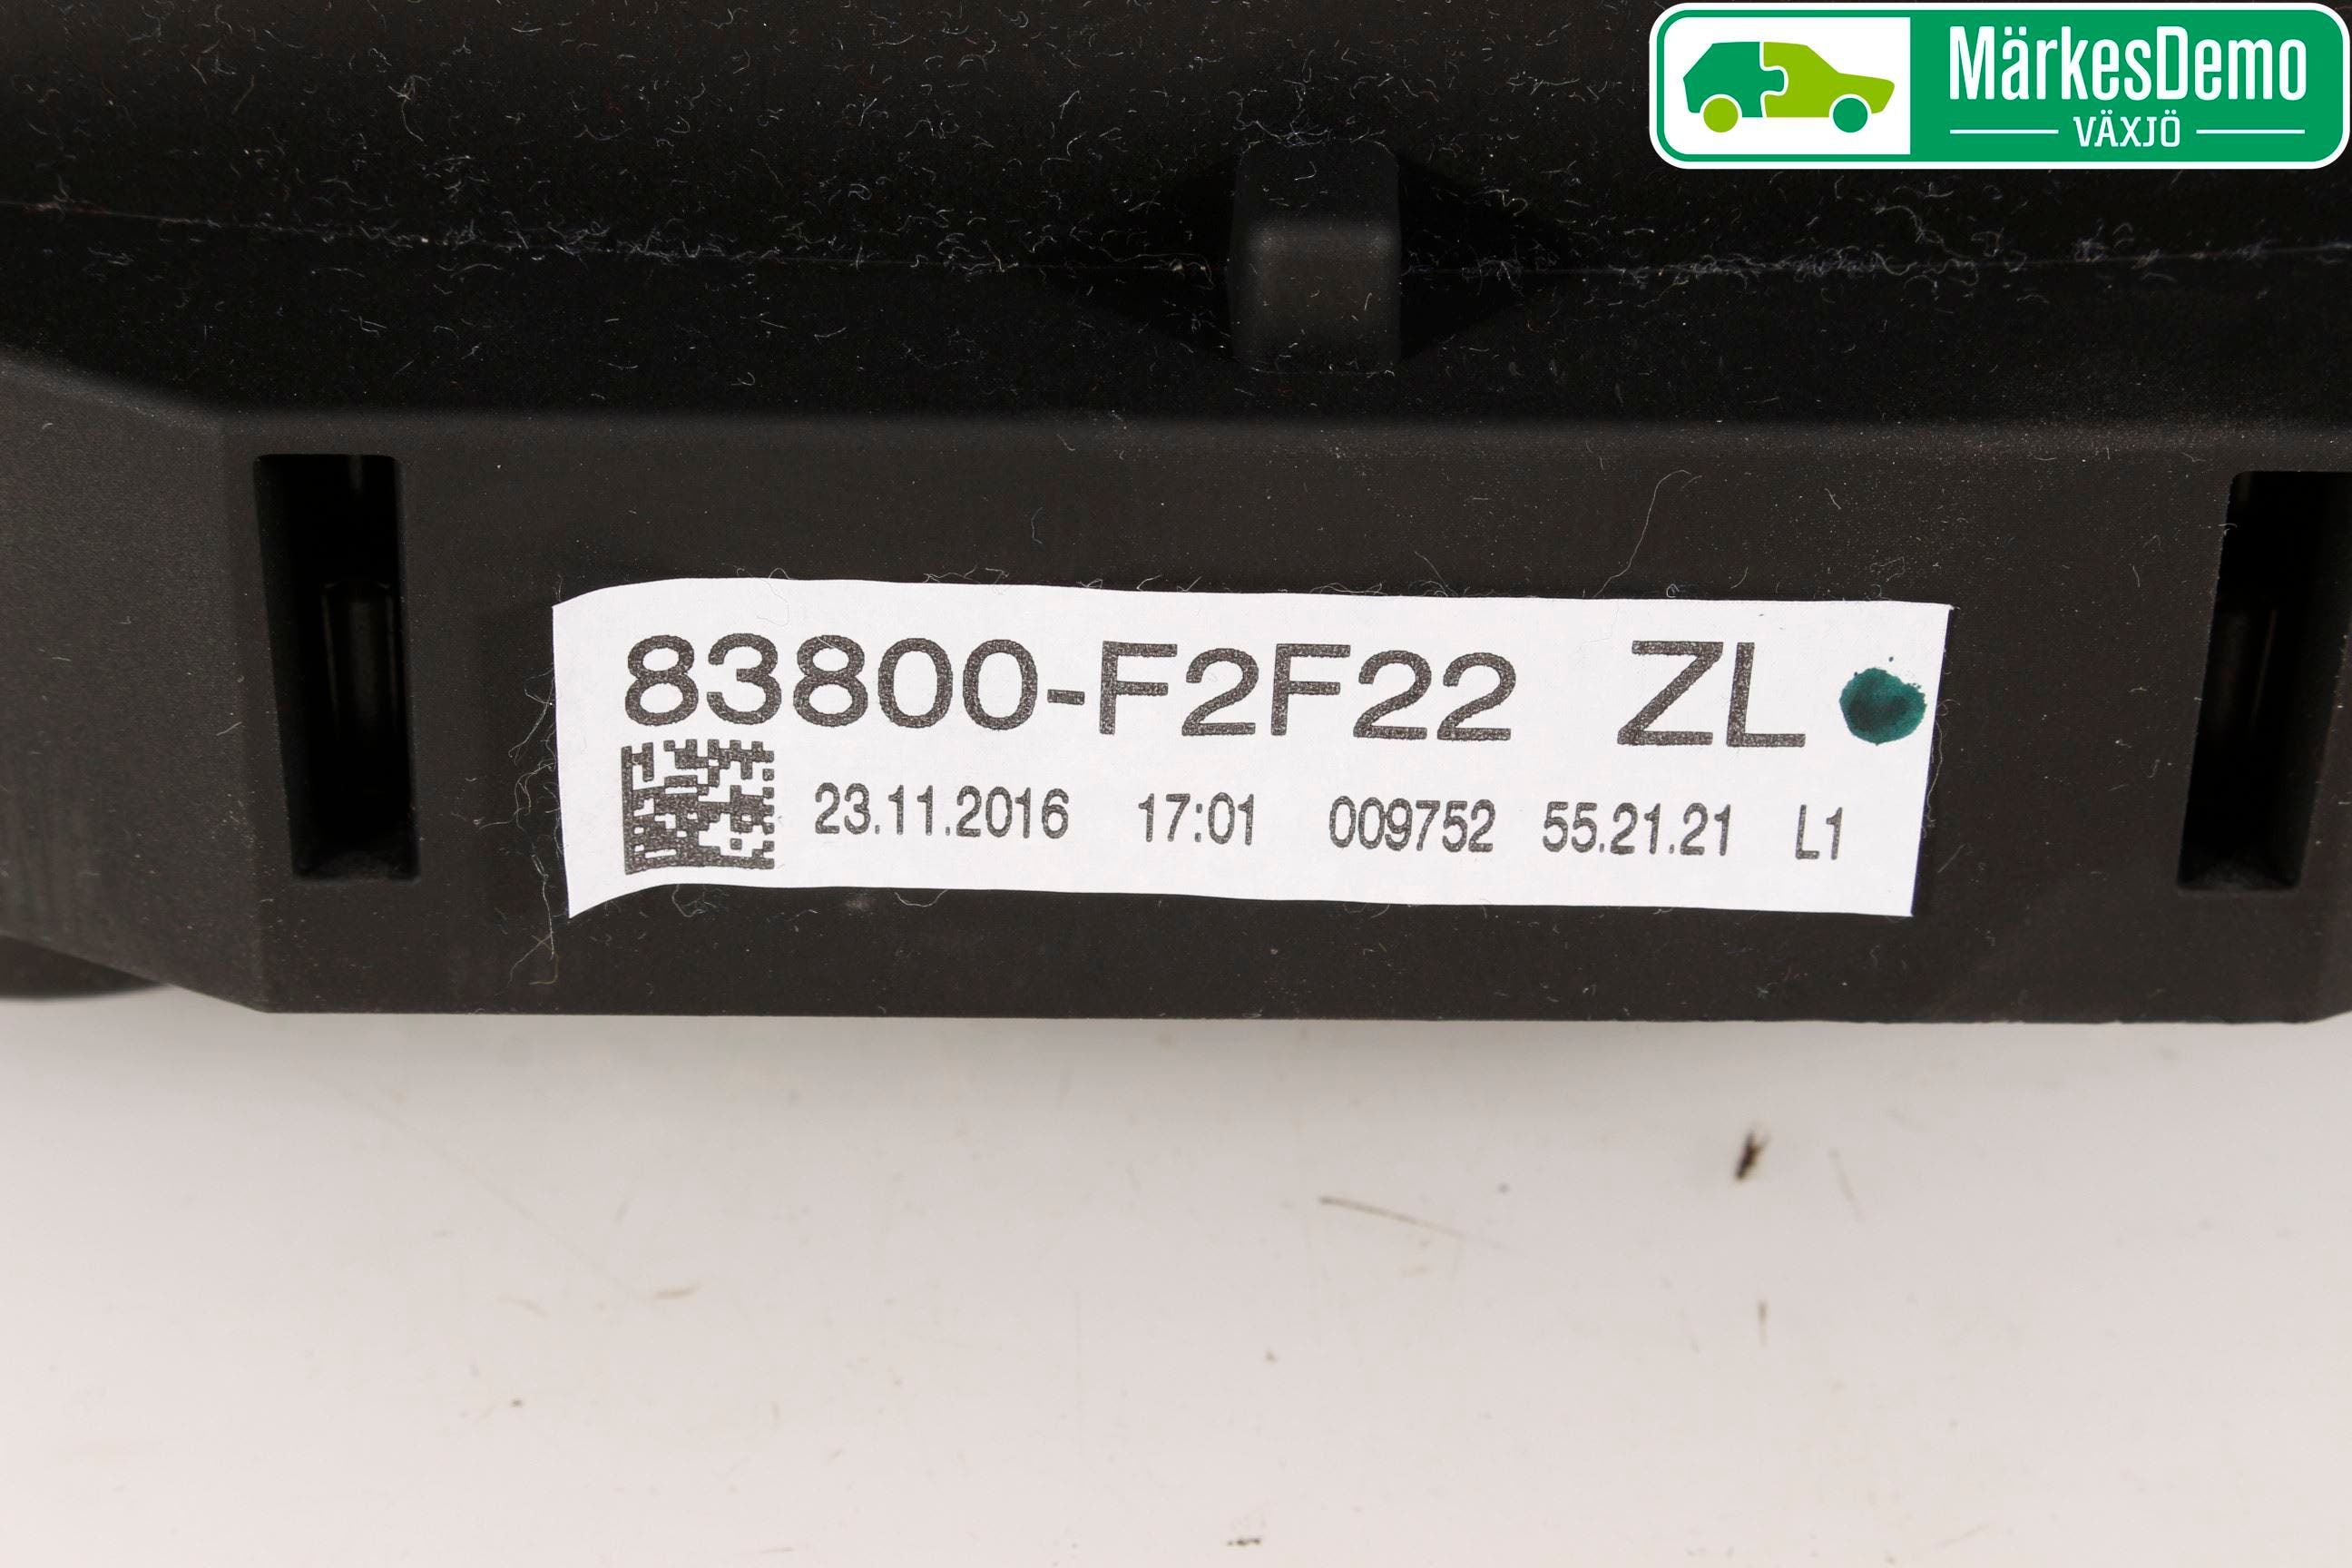 MärkesDemo
VÄXJÖ
83800-F2F22 ZL
23.11.2016 17:01 009752 55.21.21 L1